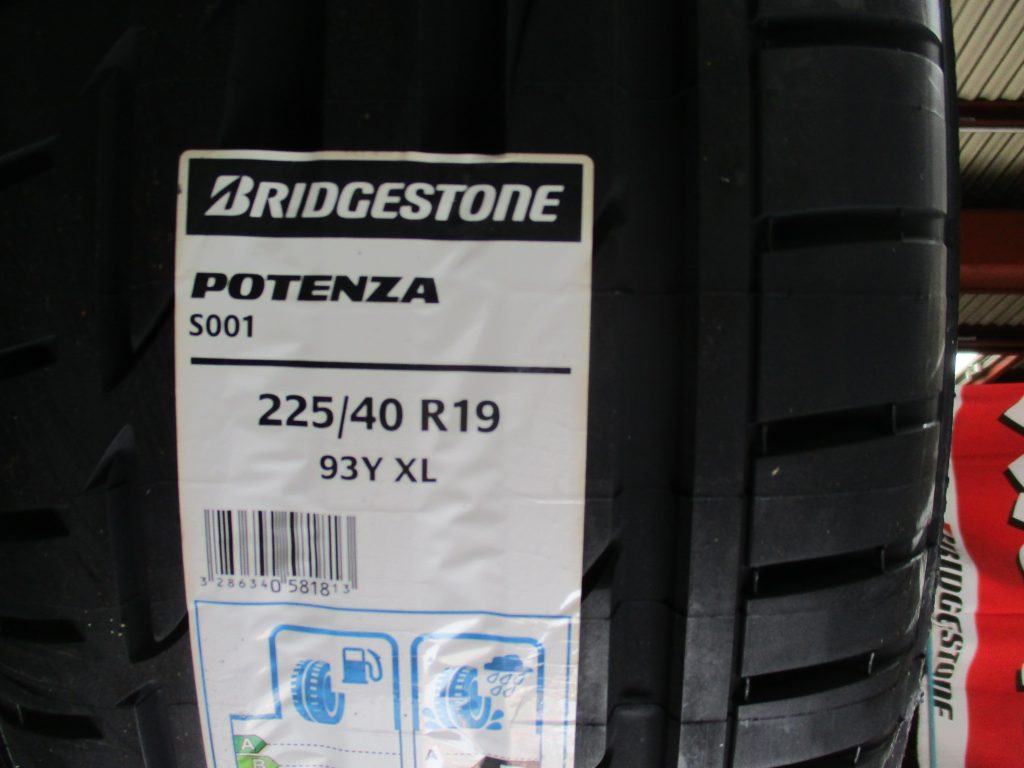 BRIDGESTONE
POTENZA
S001
225/40 R19
93Y XL
3 286340 581813
A
B
A
BRIDGESTONE